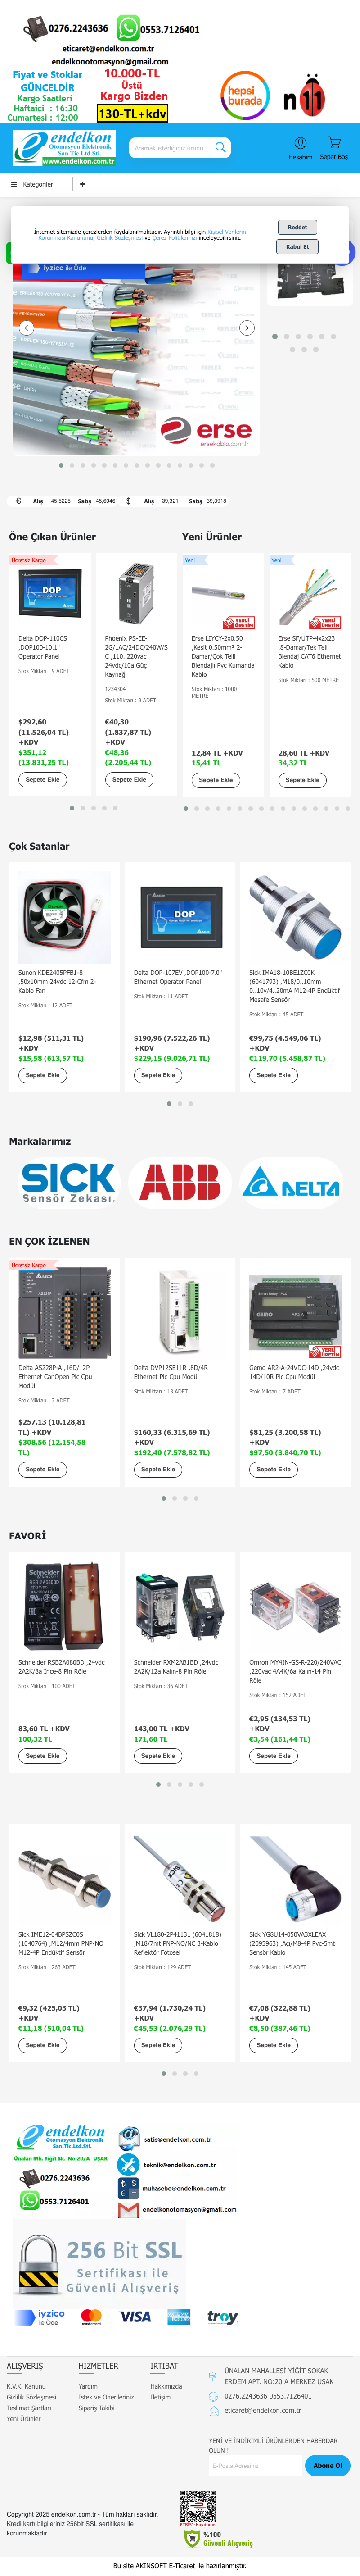 0276.2243636 0553.7126401
eticaret@endelkon.com.tr
endelkonotomasyon@gmail.com
Fiyat ve Stoklar
GÜNCELDİR
Kargo Saatleri
Haftaiçi : 16:30
Cumartesi : 12:00
10.000-TL
Üstü
Kargo Bizden
130-TL+kdv
hepsi
burada
n11
endelkon
Otomasyon Elektronik
San.Tic.Ltd.Şti.
www.endelkon.com.tr
Aramak istediğiniz ürünü
Hesabım
Sepet Boş
Kategoriler
İnternet sitemizde çerezlerden faydalanılmaktadır. Ayrıntılı bilgi için Kişisel Verilerin
Korunması Kanununu, Gizlilik Sözleşmesi ve Çerez Politikamızı inceleyebilirsiniz.
Reddet
Kabul Et
iyzico ile Öde
erse
ersekablo.com.tr
€ Alış 45,5225 Satış 45,6046 $ Alış 39,321 Satış 39,3918
Öne Çıkan Ürünler
Ücretsiz Kargo
Delta DOP-110CS
,DOP100-10.1"
Operator Panel
Stok Miktarı : 9 ADET
$292,60
(11.526,04 TL)
+KDV
$351,12
(13.831,25 TL)
Sepete Ekle
Phoenix PS-EE-
2G/1AC/24DC/240W/S
C ,110..220vac
24vdc/10a Güç
Kaynağı
1234304
Stok Miktarı : 9 ADET
€40,30
(1.837,87 TL)
+KDV
€48,36
(2.205,44 TL)
Sepete Ekle
Yeni Ürünler
Yeni
YERLİ
ÜRETİM
Erse LIYCY-2x0.50
,Kesit 0.50mm² 2-
Damar/Çok Telli
Blendajlı Pvc Kumanda
Kablo
Stok Miktarı : 1000
METRE
12,84 TL +KDV
15,41 TL
Sepete Ekle
Yeni
YERLİ
ÜRETİM
Erse SF/UTP-4x2x23
,8-Damar/Tek Telli
Blendaj CAT6 Ethernet
Kablo
Stok Miktarı : 500 METRE
28,60 TL +KDV
34,32 TL
Sepete Ekle
Çok Satanlar
Sunon KDE2405PFB1-8
,50x10mm 24vdc 12-Cfm 2-
Kablo Fan
Stok Miktarı : 12 ADET
$12,98 (511,31 TL)
+KDV
$15,58 (613,57 TL)
Sepete Ekle
DOP
Delta DOP-107EV ,DOP100-7.0"
Ethernet Operator Panel
Stok Miktarı : 11 ADET
$190,96 (7.522,26 TL)
+KDV
$229,15 (9.026,71 TL)
Sepete Ekle
Sick IMA18-10BE1ZC0K
(6041793) ,M18/0..10mm
0..10v/4..20mA M12-4P Endüktif
Mesafe Sensör
Stok Miktarı : 45 ADET
€99,75 (4.549,06 TL)
+KDV
€119,70 (5.458,87 TL)
Sepete Ekle
Markalarımız
SICK
Sensör Zekası.
ABB
DELTA
EN ÇOK İZLENEN
Ücretsiz Kargo
Delta AS228P-A ,16D/12P
Ethernet CanOpen Plc Cpu
Modül
Stok Miktarı : 2 ADET
$257,13 (10.128,81
TL) +KDV
$308,56 (12.154,58
TL)
Sepete Ekle
Delta DVP12SE11R ,8D/4R
Ethernet Plc Cpu Modül
Stok Miktarı : 13 ADET
$160,33 (6.315,69 TL)
+KDV
$192,40 (7.578,82 TL)
Sepete Ekle
GEMO
YERLİ
ÜRETİM
Gemo AR2-A-24VDC-14D ,24vdc
14D/10R Plc Cpu Modül
Stok Miktarı : 7 ADET
$81,25 (3.200,58 TL)
+KDV
$97,50 (3.840,70 TL)
Sepete Ekle
FAVORİ
Schneider RSB2A080BD ,24vdc
2A2K/8a İnce-8 Pin Röle
Stok Miktarı : 100 ADET
83,60 TL +KDV
100,32 TL
Sepete Ekle
Schneider RXM2AB1BD ,24vdc
2A2K/12a Kalın-8 Pin Röle
Stok Miktarı : 36 ADET
143,00 TL +KDV
171,60 TL
Sepete Ekle
Omron MY4IN-GS-R-220/240VAC
,220vac 4A4K/6a Kalın-14 Pin
Röle
Stok Miktarı : 152 ADET
€2,95 (134,53 TL)
+KDV
€3,54 (161,44 TL)
Sepete Ekle
Sick IME12-04BPSZC0S
(1040764) ,M12/4mm PNP-NO
M12-4P Endüktif Sensör
Stok Miktarı : 263 ADET
€9,32 (425,03 TL)
+KDV
€11,18 (510,04 TL)
Sepete Ekle
Sick VL180-2P41131 (6041818)
,M18/7mt PNP-NO/NC 3-Kablo
Reflektör Fotosel
Stok Miktarı : 129 ADET
€37,94 (1.730,24 TL)
+KDV
€45,53 (2.076,29 TL)
Sepete Ekle
Sick YG8U14-050VA3XLEAX
(2095963) ,Açı/M8-4P Pvc-5mt
Sensör Kablo
Stok Miktarı : 145 ADET
€7,08 (322,88 TL)
+KDV
€8,50 (387,46 TL)
Sepete Ekle
endelkon
Otomasyon Elektronik
San.Tic.Ltd.Şti.
Ünalan Mh. Yiğit Sk. No:20/A UŞAK
0276.2243636
0553.7126401
satis@endelkon.com.tr
teknik@endelkon.com.tr
muhasebe@endelkon.com.tr
endelkonotomasyon@gmail.com
256 Bit SSL
Sertifikası ile
Güvenli Alışveriş
iyzico
ile Öde
mastercard
VISA
AMERICAN EXPRESS
troy
ALIŞVERİŞ
K.V.K. Kanunu
Gizlilik Sözleşmesi
Teslimat Şartları
Yeni Ürünler
HİZMETLER
Yardım
İstek ve Önerileriniz
Sipariş Takibi
İRTİBAT
Hakkımızda
İletişim
ÜNALAN MAHALLESİ YİĞİT SOKAK
ERDEM APT. NO:20 A MERKEZ UŞAK
0276.2243636 0553.7126401
eticaret@endelkon.com.tr
YENİ VE İNDİRİMLİ ÜRÜNLERDEN HABERDAR
OLUN !
E-Posta Adresiniz
Abone Ol
Copyright 2025 endelkon.com.tr - Tüm hakları saklıdır.
Kredi kartı bilgileriniz 256bit SSL sertifikası ile
korunmaktadır.
ETBİS'e Kayıtlıdır.
%100
Güvenli Alışveriş
Bu site AKINSOFT E-Ticaret ile hazırlanmıştır.